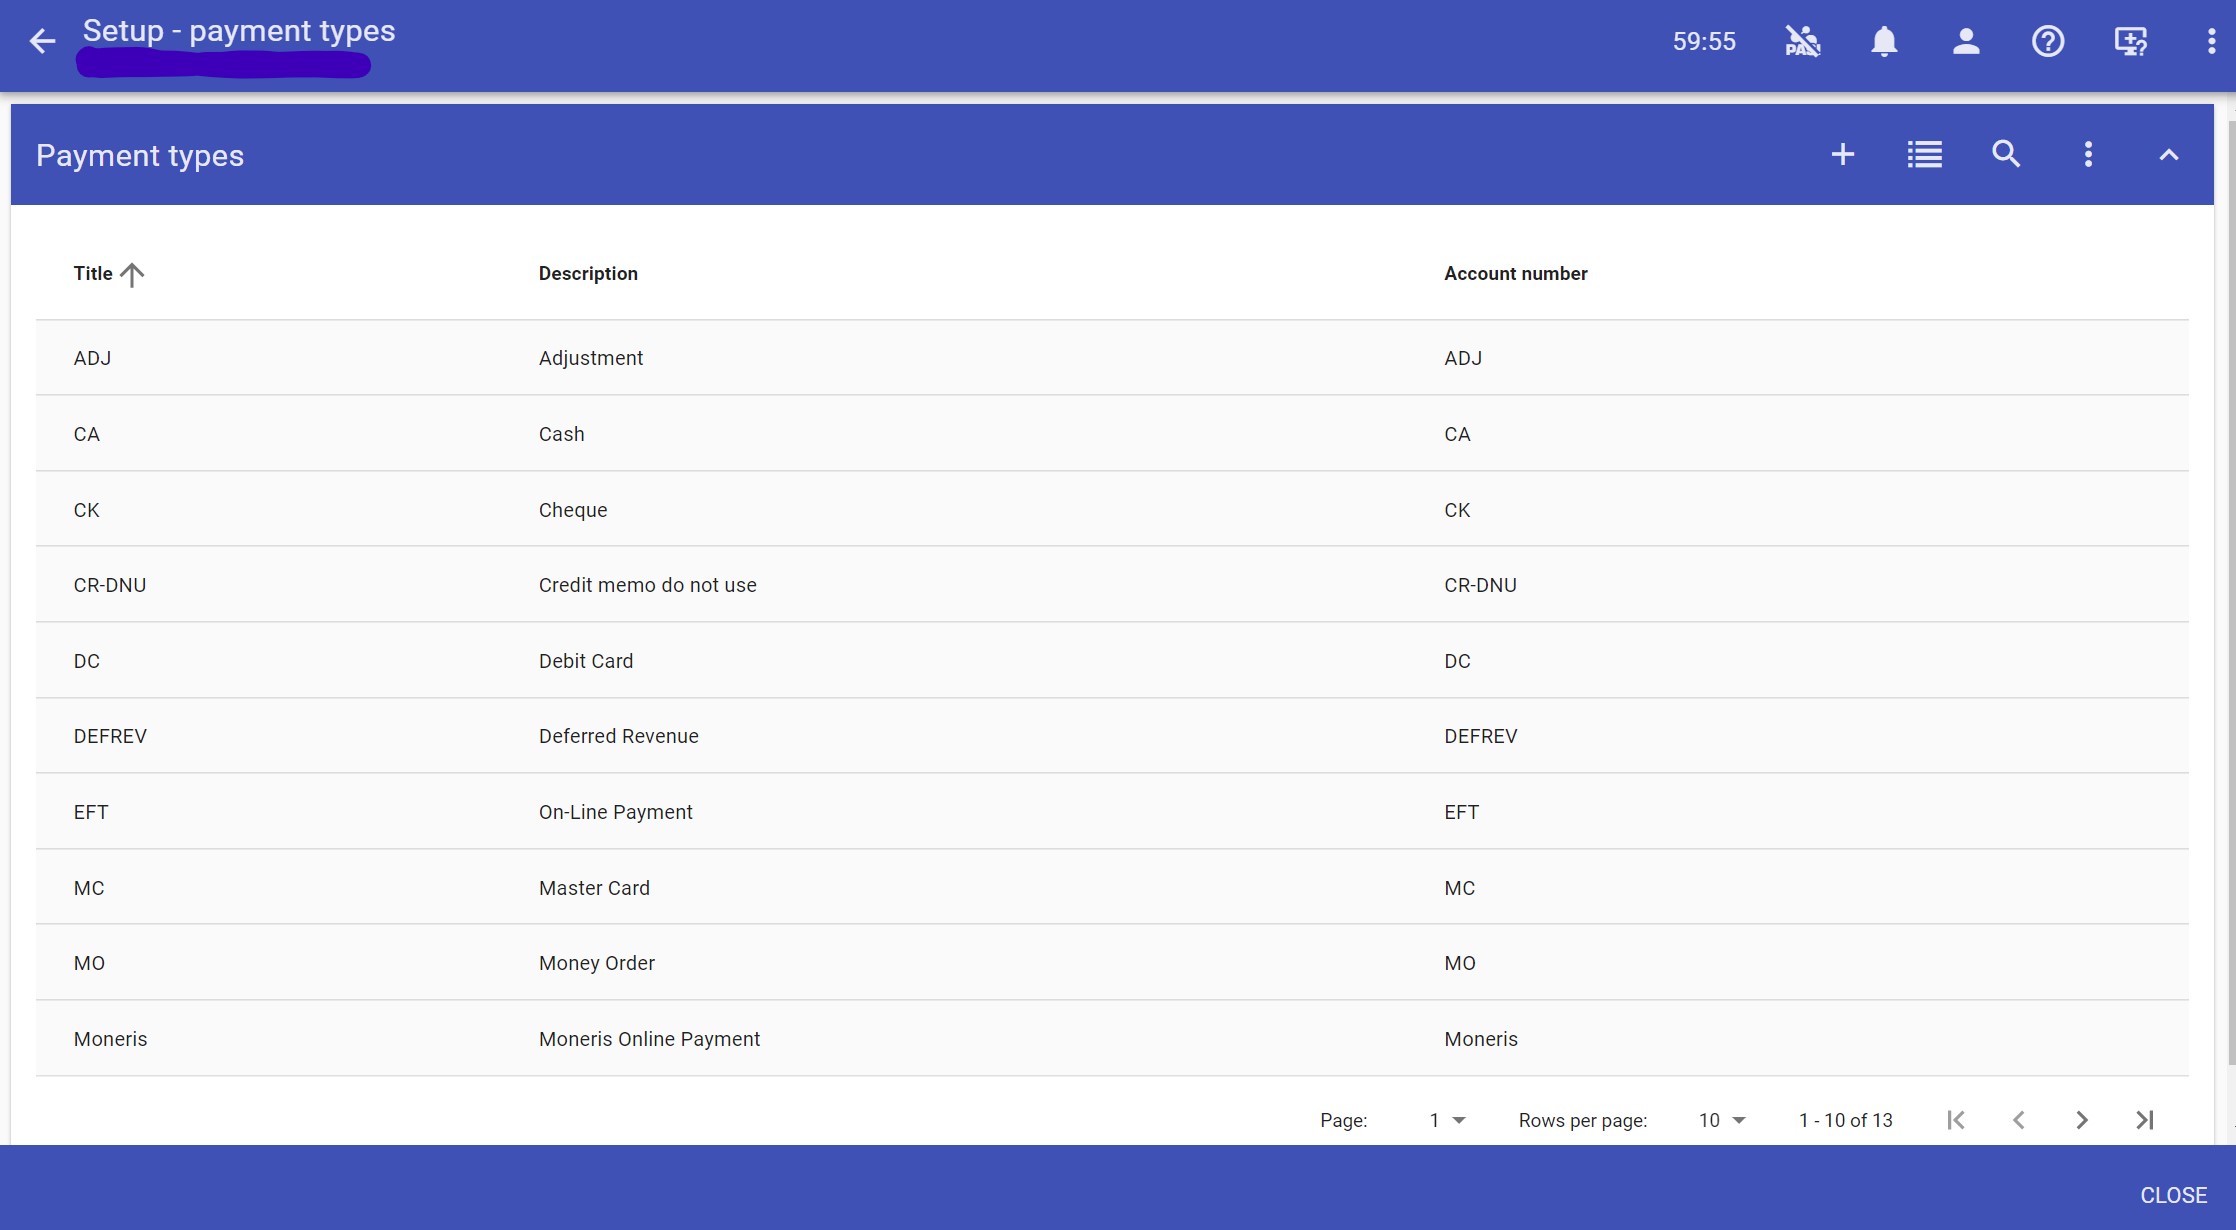 Setup - payment types
59:55
PAS!
Payment types
Title Description Account number
ADJ Adjustment ADJ
CA Cash CA
CK Cheque CK
CR-DNU Credit memo do not use CR-DNU
DC Debit Card DC
DEFREV Deferred Revenue DEFREV
EFT On-Line Payment EFT
MC Master Card MC
MO Money Order MO
Moneris Moneris Online Payment Moneris
Page: 1 Rows per page: 10 1 - 10 of 13
CLOSE